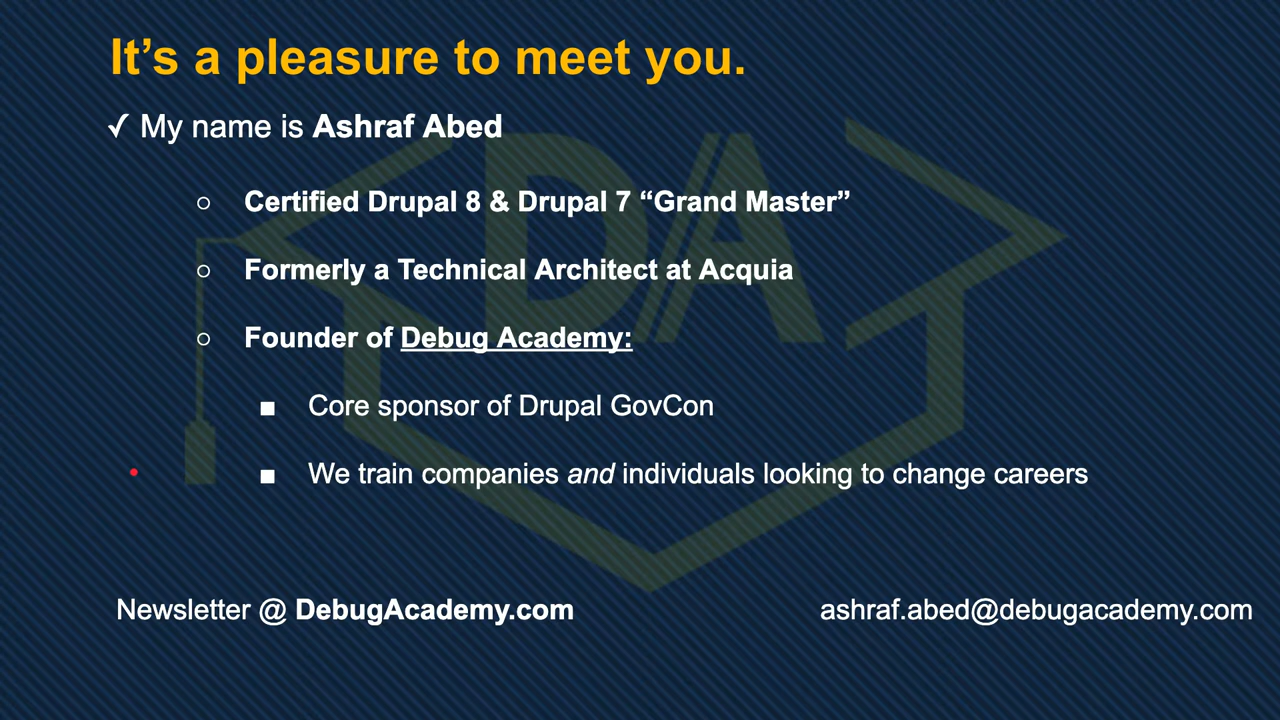 It’s a pleasure to meet you.
✓ My name is Ashraf Abed
○ Certified Drupal 8 & Drupal 7 “Grand Master”
○ Formerly a Technical Architect at Acquia
○ Founder of Debug Academy:
■ Core sponsor of Drupal GovCon
■ We train companies and individuals looking to change careers
Newsletter @ DebugAcademy.com
ashraf.abed@debugacademy.com
DA